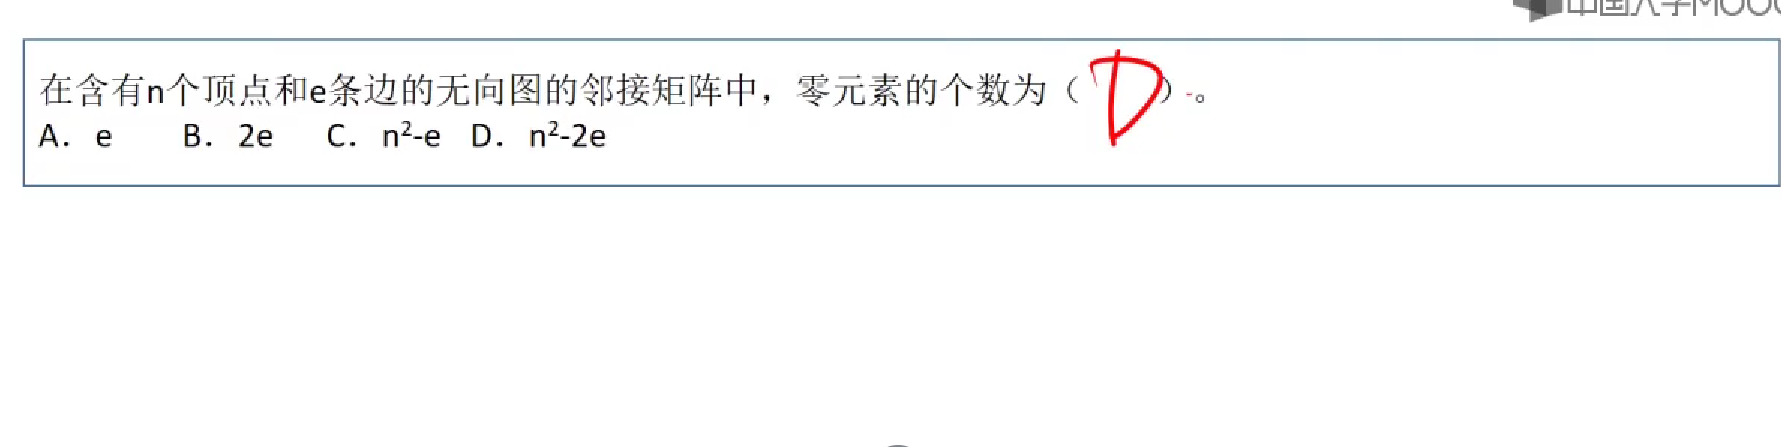 中国大学MOOC
在含有n个顶点和e条边的无向图的邻接矩阵中，零元素的个数为（ D ）。
A. e B. 2e C. n²-e D. n²-2e